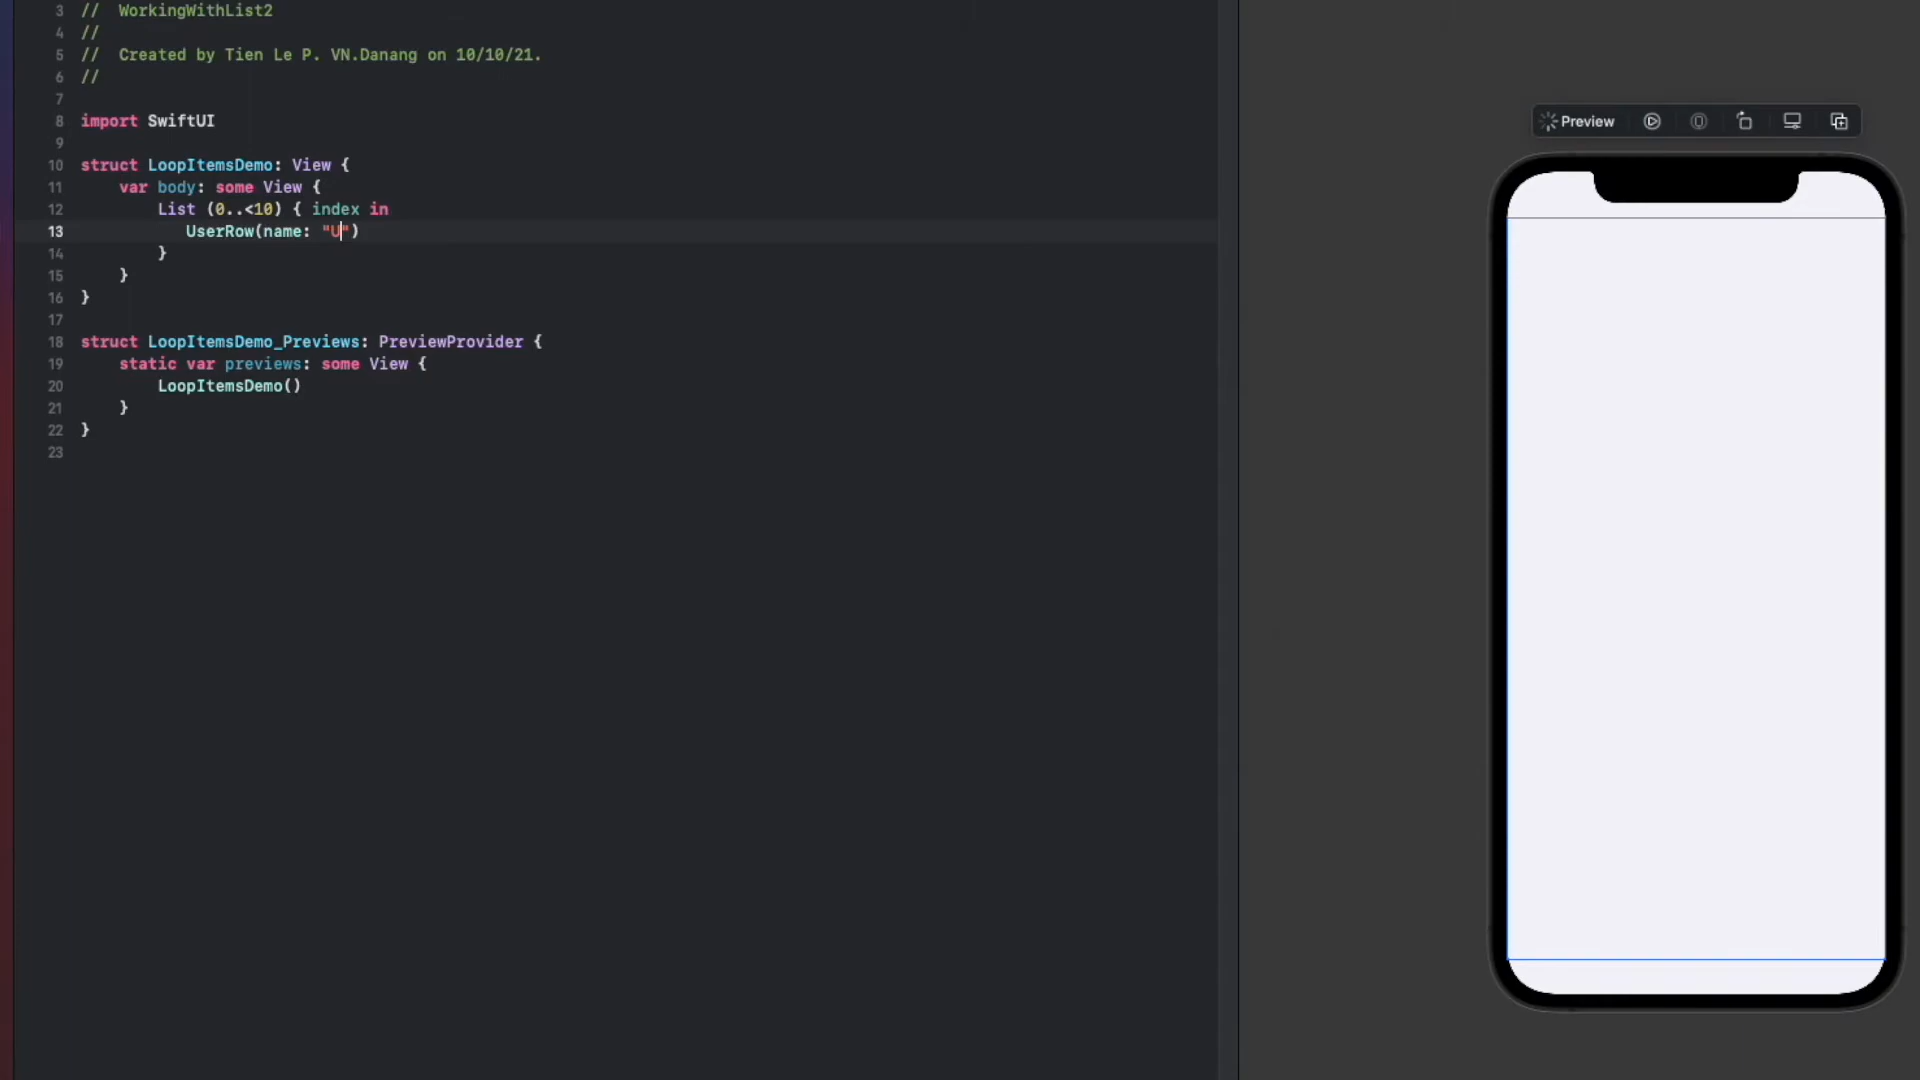 3 //  WorkingWithList2
4 //
5 //  Created by Tien Le P. VN.Danang on 10/10/21.
6 //
7
8 import SwiftUI
9
10 struct LoopItemsDemo: View {
11     var body: some View {
12         List (0..<10) { index in
13            UserRow(name: "U")
14         }
15     }
16 }
17
18 struct LoopItemsDemo_Previews: PreviewProvider {
19     static var previews: some View {
20         LoopItemsDemo()
21     }
22 }
23
Preview